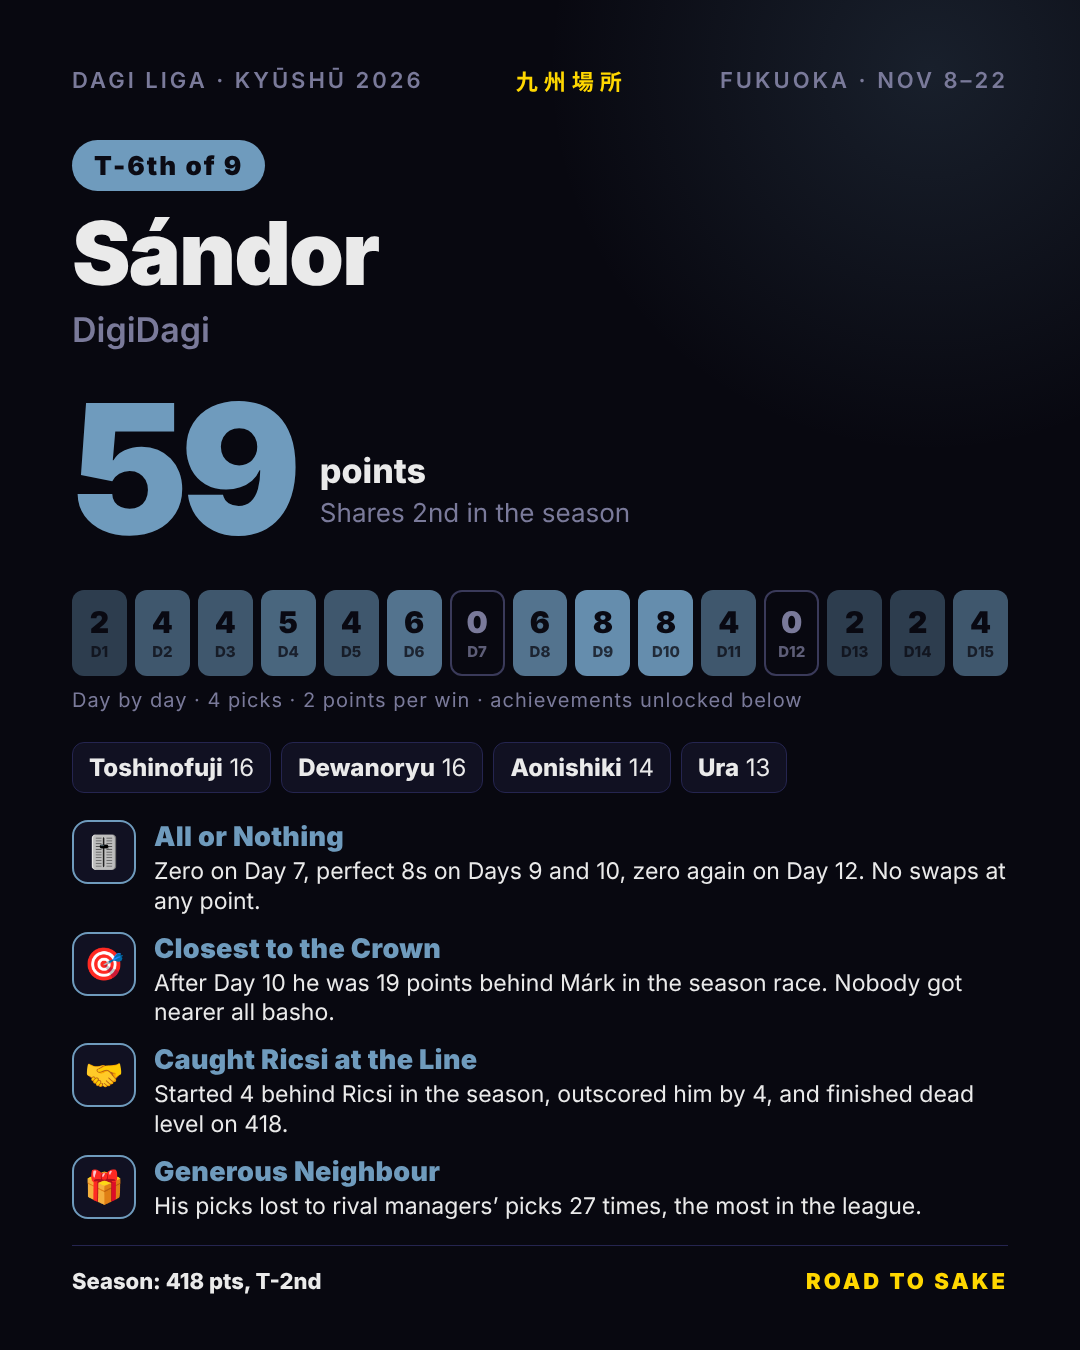 DAGI LIGA · KYŪSHŪ 2026
九州場所
FUKUOKA · NOV 8–22
T-6th of 9
Sándor
DigiDagi
59
points
Shares 2nd in the season
2 4 4 5 4 6 0 6 8 8 4 0 2 2 4
D1 D2 D3 D4 D5 D6 D7 D8 D9 D10 D11 D12 D13 D14 D15
Day by day · 4 picks · 2 points per win · achievements unlocked below
Toshinofuji 16 Dewanoryu 16 Aonishiki 14 Ura 13
All or Nothing
Zero on Day 7, perfect 8s on Days 9 and 10, zero again on Day 12. No swaps at
any point.
Closest to the Crown
After Day 10 he was 19 points behind Márk in the season race. Nobody got
nearer all basho.
Caught Ricsi at the Line
Started 4 behind Ricsi in the season, outscored him by 4, and finished dead
level on 418.
Generous Neighbour
His picks lost to rival managers’ picks 27 times, the most in the league.
Season: 418 pts, T-2nd
ROAD TO SAKE